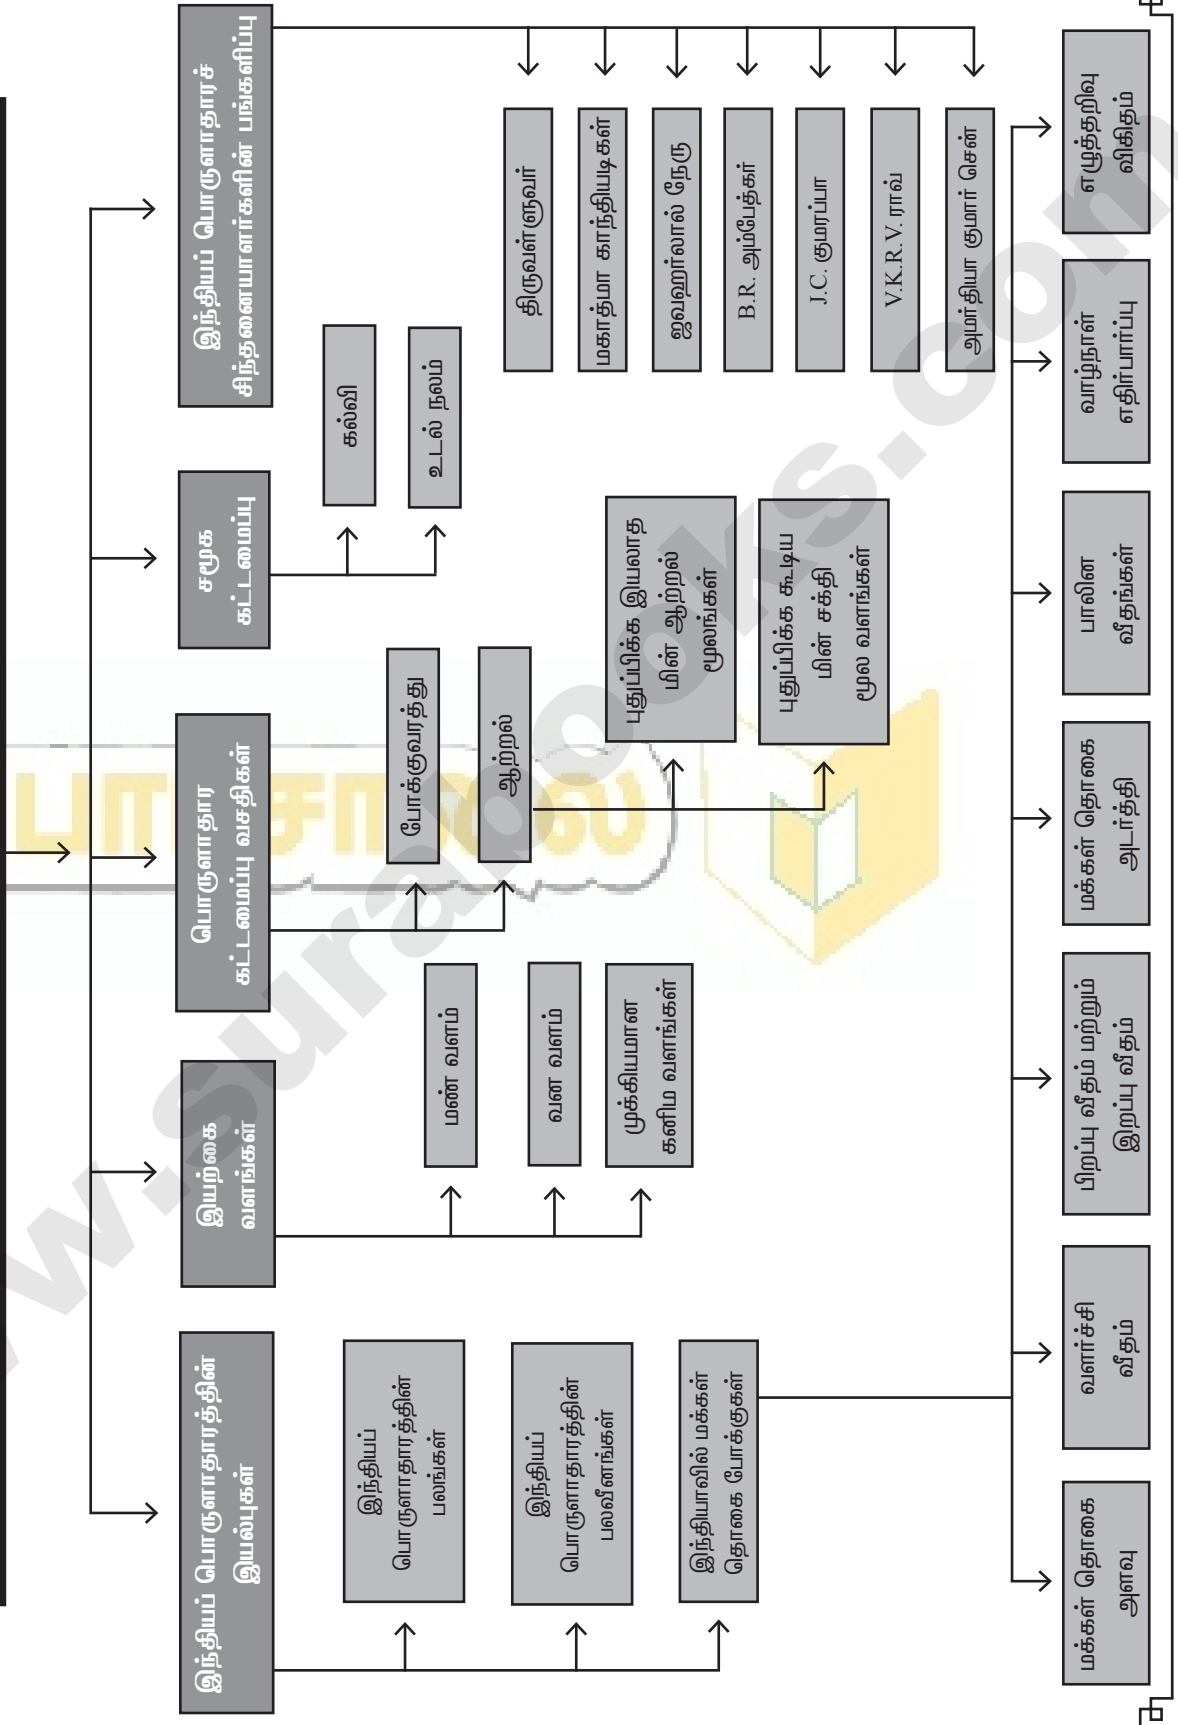 இந்தியப் பொருளாதாரத்தின்
இயல்புகள்
இயற்கை
வளங்கள்
பொருளாதார
கட்டமைப்பு வசதிகள்
சமூக
கட்டமைப்பு
இந்தியப் பொருளாதாரச்
சிந்தனையாளர்களின் பங்களிப்பு
இந்தியப்
பொருளாதாரத்தின்
பலங்கள்
இந்தியப்
பொருளாதாரத்தின்
பலவீனங்கள்
இந்தியாவில் மக்கள்
தொகை போக்குகள்
மண் வளம்
வன வளம்
முக்கியமான
கனிம வளங்கள்
போக்குவரத்து
ஆற்றல்
புதுப்பிக்க இயலாத
மின் ஆற்றல்
மூலங்கள்
புதுப்பிக்க கூடிய
மின் சக்தி
மூல வளங்கள்
கல்வி
உடல் நலம்
திருவள்ளுவர்
மகாத்மா காந்தியடிகள்
ஜவஹர்லால் நேரு
B.R. அம்பேத்கர்
J.C. குமரப்பா
V.K.R.V. ராவ்
அமர்தியா குமார் சென்
மக்கள் தொகை
அளவு
வளர்ச்சி
வீதம்
பிறப்பு வீதம் மற்றும்
இறப்பு வீதம்
மக்கள் தொகை
அடர்த்தி
பாலின
வீதங்கள்
வாழ்நாள்
எதிர்பார்ப்பு
எழுத்தறிவு
விகிதம்
w.surabooks.com